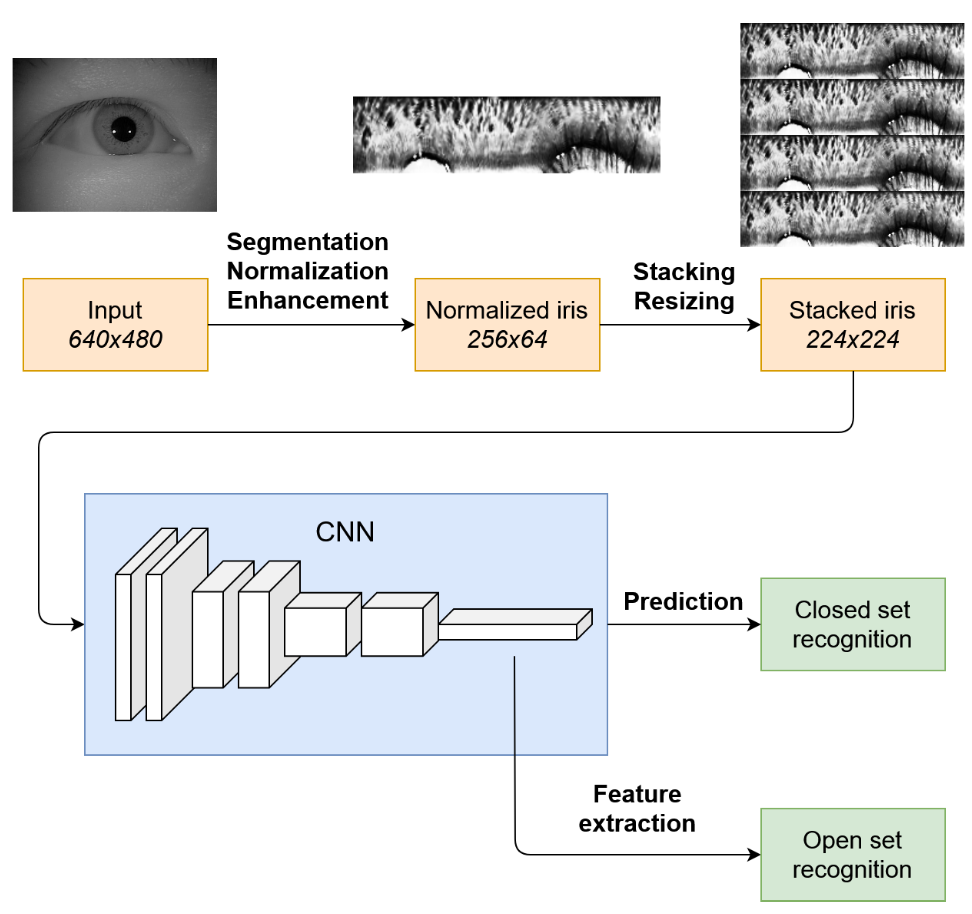 Segmentation
Normalization
Enhancement
Stacking
Resizing
Input
640x480
Normalized iris
256x64
Stacked iris
224x224
CNN
Prediction
Closed set
recognition
Feature
extraction
Open set
recognition